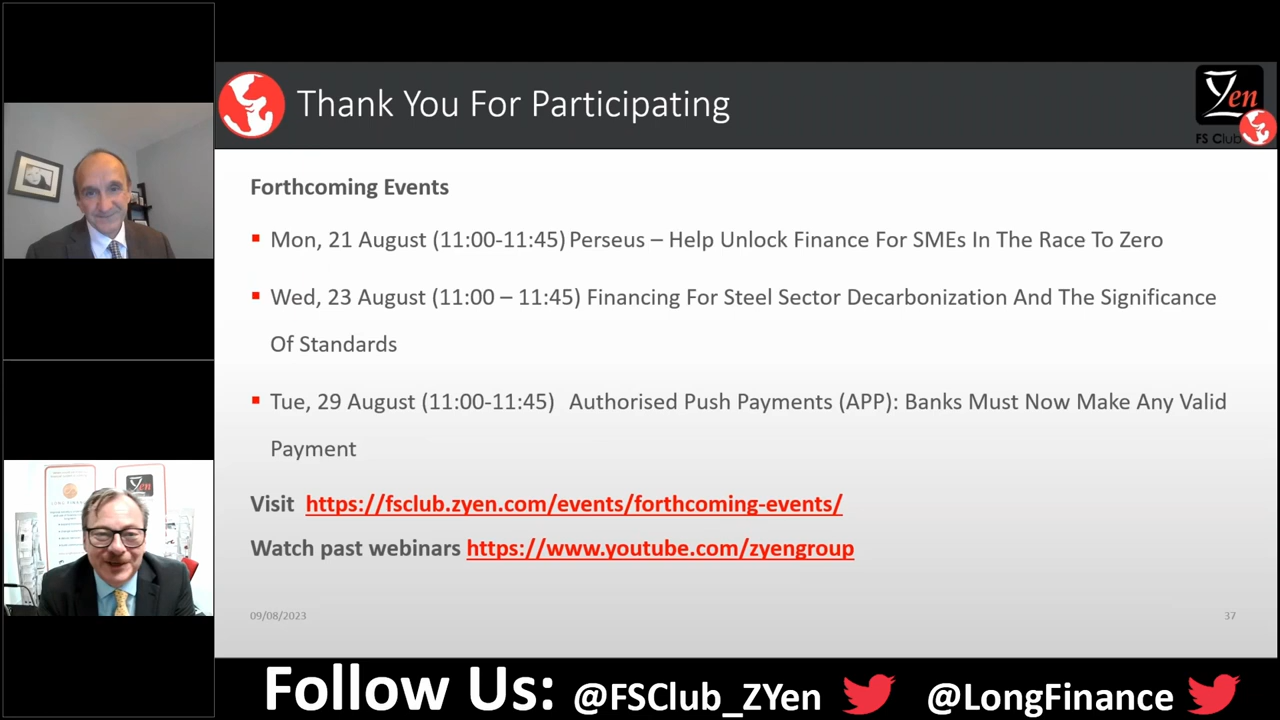 Thank You For Participating
Yen
FS Club
Forthcoming Events
Mon, 21 August (11:00-11:45) Perseus – Help Unlock Finance For SMEs In The Race To Zero
Wed, 23 August (11:00 – 11:45) Financing For Steel Sector Decarbonization And The Significance
Of Standards
Tue, 29 August (11:00-11:45) Authorised Push Payments (APP): Banks Must Now Make Any Valid
Payment
Visit https://fsclub.zyen.com/events/forthcoming-events/
Watch past webinars https://www.youtube.com/zyengroup
09/08/2023
37
Yen
Follow Us: @FSClub_ZYen @LongFinance